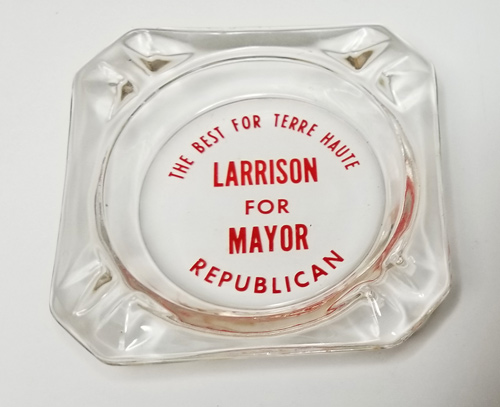 THE BEST FOR TERRE HAUTE
LARRISON
FOR
MAYOR
REPUBLICAN